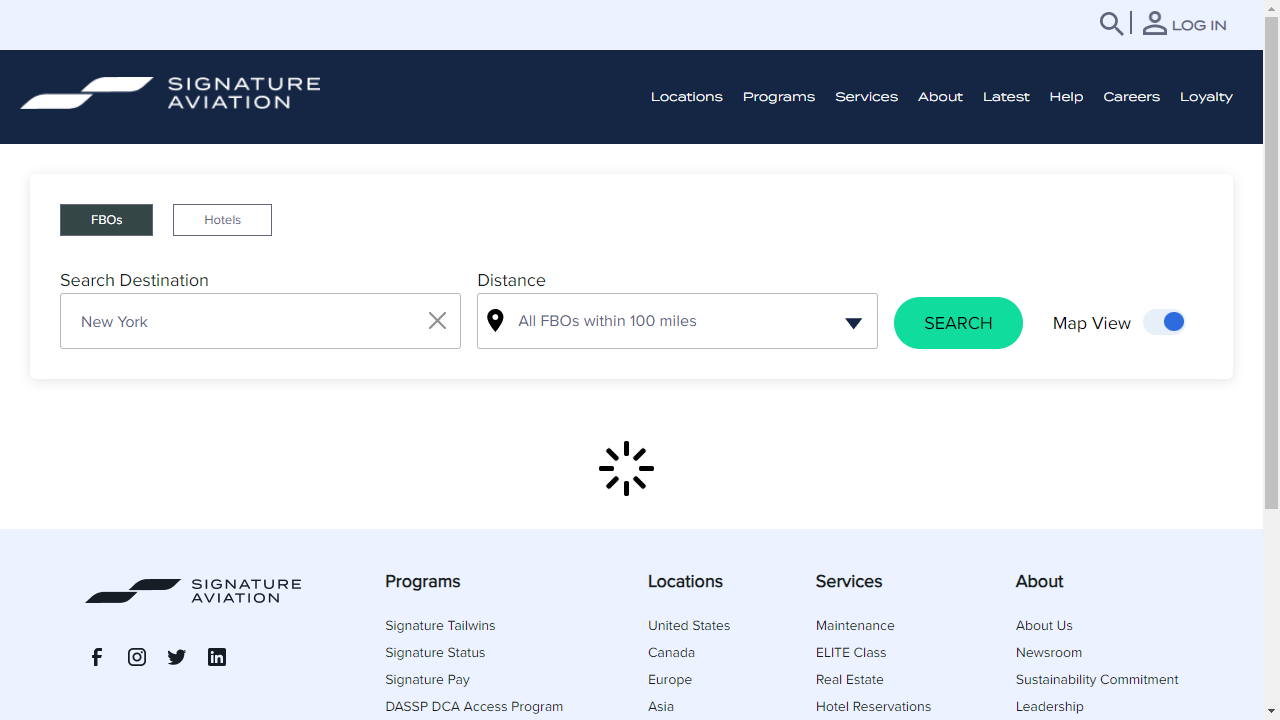 LOG IN
SIGNATURE
AVIATION
Locations Programs Services About Latest Help Careers Loyalty
FBOs Hotels
Search Destination Distance
New York All FBOs within 100 miles SEARCH Map View
SIGNATURE
AVIATION
Programs Locations Services About
Signature Tailwins United States Maintenance About Us
Signature Status Canada ELITE Class Newsroom
Signature Pay Europe Real Estate Sustainability Commitment
DASSP DCA Access Program Asia Hotel Reservations Leadership